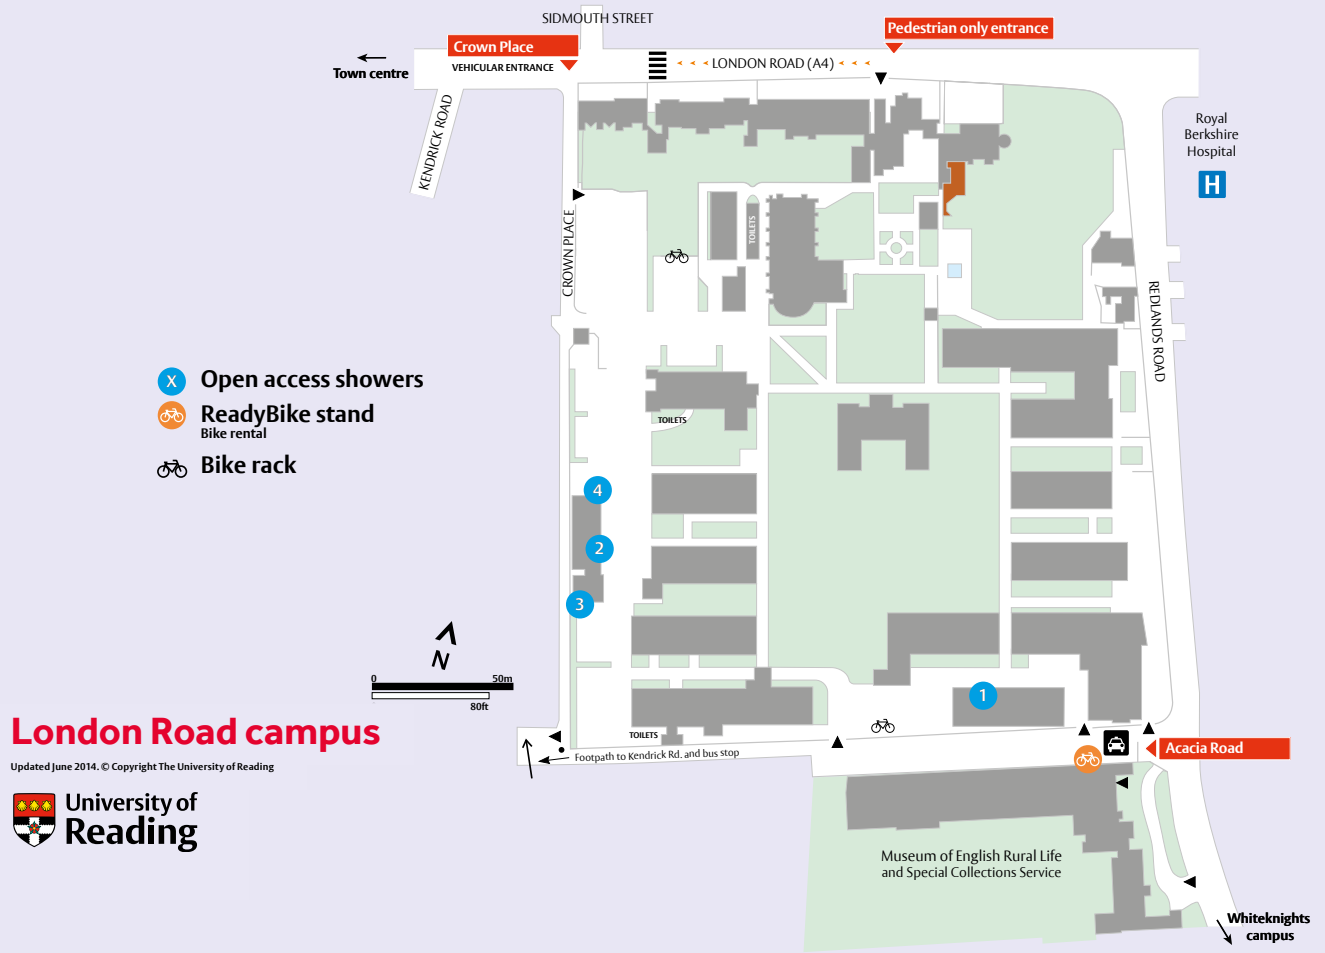 SIDMOUTH STREET
Pedestrian only entrance
Crown Place
VEHICULAR ENTRANCE
LONDON ROAD (A4)
Town centre
KENDRICK ROAD
Royal
Berkshire
Hospital
H
CROWN PLACE
TOILETS
REDLANDS ROAD
X Open access showers
ReadyBike stand
Bike rental
Bike rack
TOILETS
4
2
3
N
0 50m
80ft
1
London Road campus
Updated June 2014. © Copyright The University of Reading
TOILETS
Footpath to Kendrick Rd. and bus stop
Acacia Road
University of
Reading
Museum of English Rural Life
and Special Collections Service
Whiteknights
campus